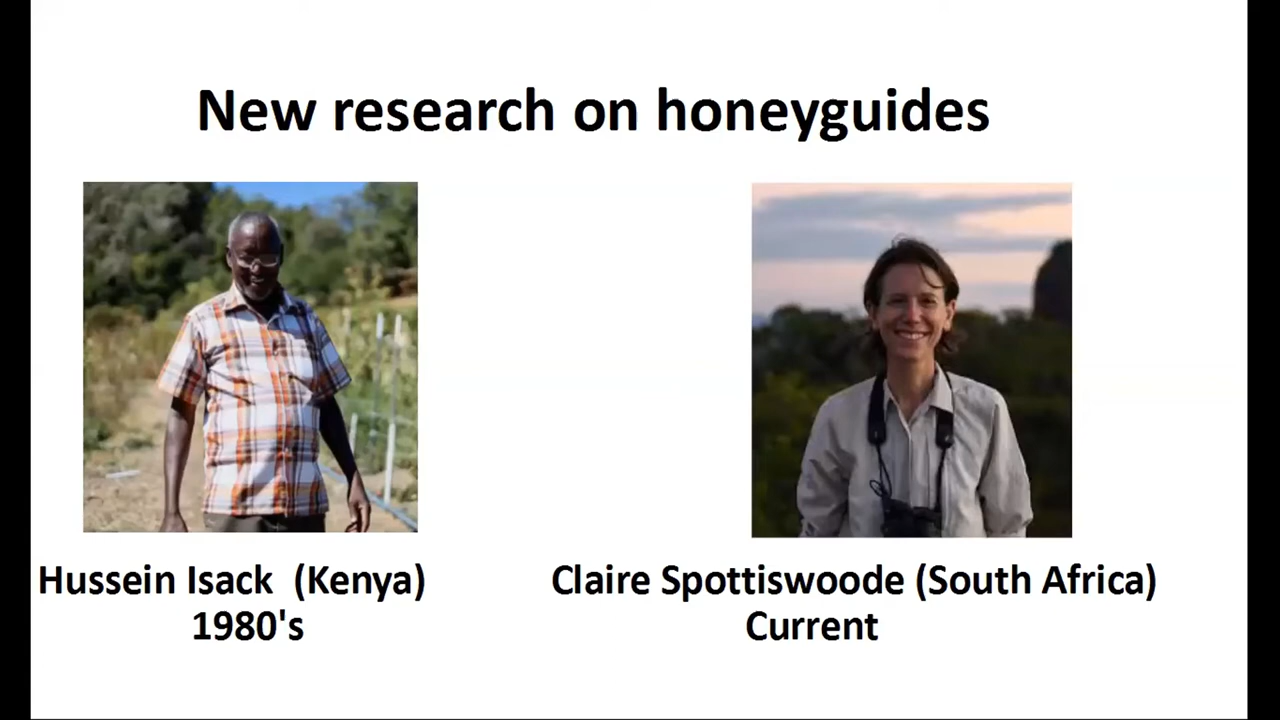 New research on honeyguides
Hussein Isack (Kenya)
1980's
Claire Spottiswoode (South Africa)
Current